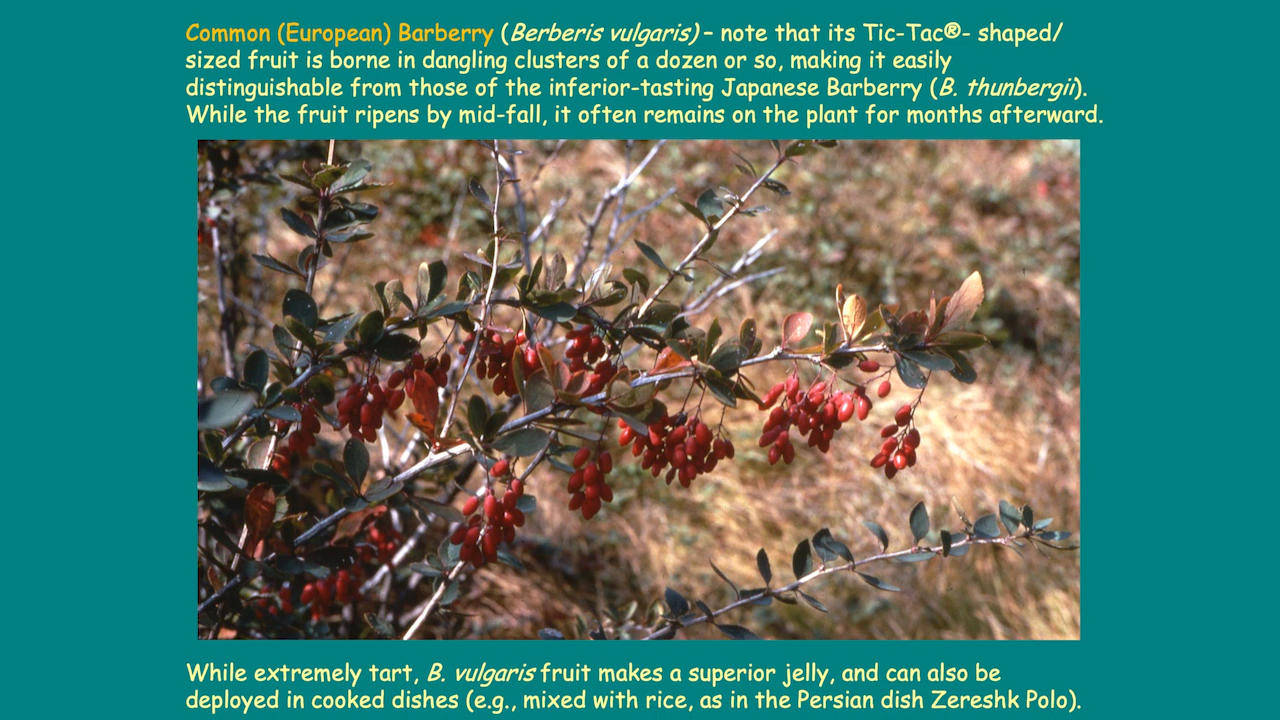 Common (European) Barberry (Berberis vulgaris) – note that its Tic-Tac®- shaped/
sized fruit is borne in dangling clusters of a dozen or so, making it easily
distinguishable from those of the inferior-tasting Japanese Barberry (B. thunbergii).
While the fruit ripens by mid-fall, it often remains on the plant for months afterward.
While extremely tart, B. vulgaris fruit makes a superior jelly, and can also be
deployed in cooked dishes (e.g., mixed with rice, as in the Persian dish Zereshk Polo).